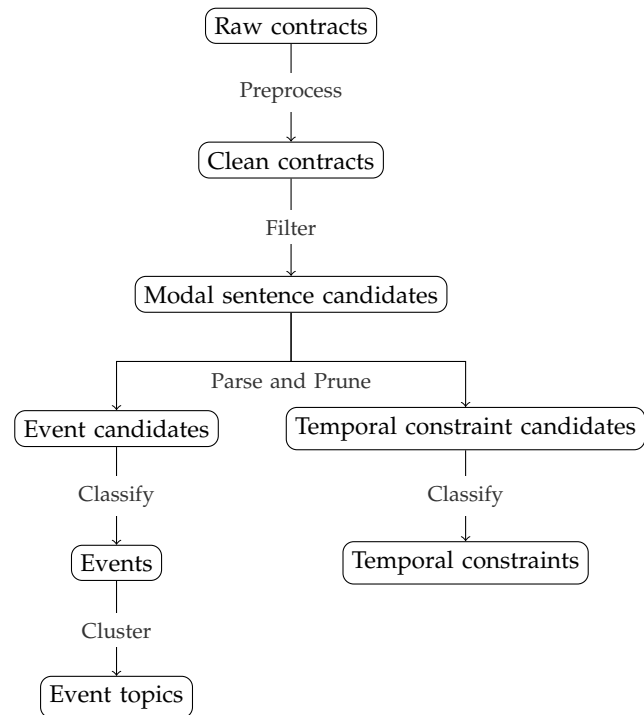 Raw contracts
Preprocess
Clean contracts
Filter
Modal sentence candidates
Parse and Prune
Event candidates
Temporal constraint candidates
Classify
Classify
Events
Temporal constraints
Cluster
Event topics